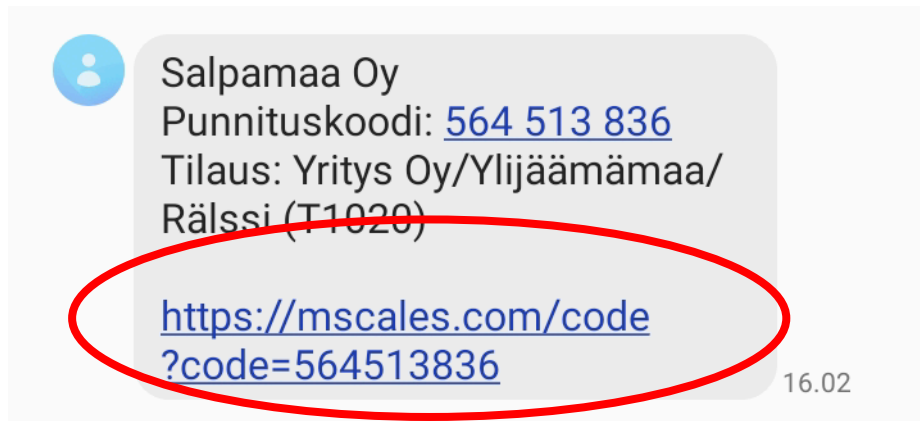 Salpamaa Oy
Punnituskoodi: 564 513 836
Tilaus: Yritys Oy/Ylijäämämaa/
Rälssi (T1020)
https://mscales.com/code
?code=564513836
16.02